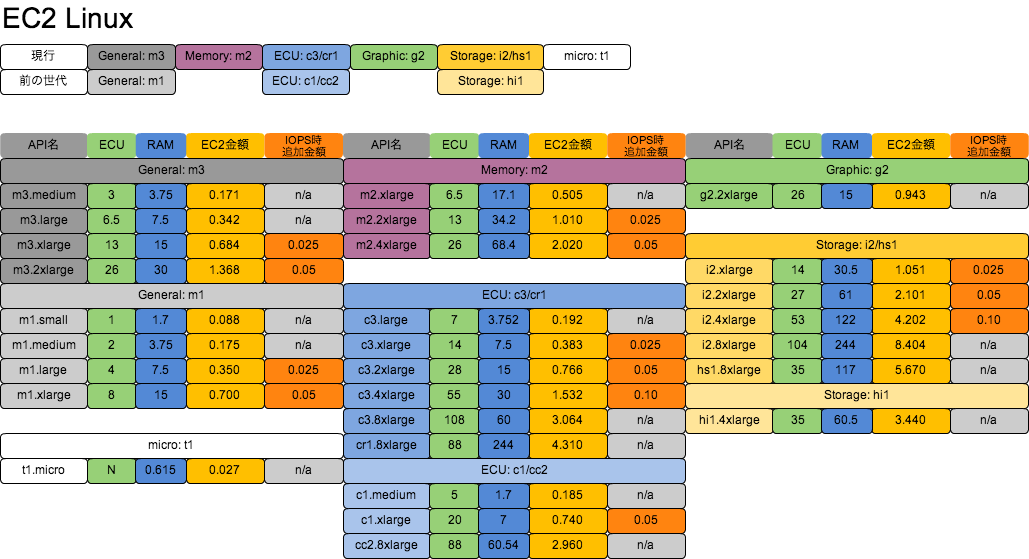 EC2 Linux
現行 General: m3 Memory: m2 ECU: c3/cr1 Graphic: g2 Storage: i2/hs1 micro: t1
前の世代 General: m1 ECU: c1/cc2 Storage: hi1
API名 ECU RAM EC2金額 IOPS時
追加金額
General: m3
m3.medium 3 3.75 0.171 n/a
m3.large 6.5 7.5 0.342 n/a
m3.xlarge 13 15 0.684 0.025
m3.2xlarge 26 30 1.368 0.05
General: m1
m1.small 1 1.7 0.088 n/a
m1.medium 2 3.75 0.175 n/a
m1.large 4 7.5 0.350 0.025
m1.xlarge 8 15 0.700 0.05
micro: t1
t1.micro N 0.615 0.027 n/a
API名 ECU RAM EC2金額 IOPS時
追加金額
Memory: m2
m2.xlarge 6.5 17.1 0.505 n/a
m2.2xlarge 13 34.2 1.010 0.025
m2.4xlarge 26 68.4 2.020 0.05
ECU: c3/cr1
c3.large 7 3.752 0.192 n/a
c3.xlarge 14 7.5 0.383 0.025
c3.2xlarge 28 15 0.766 0.05
c3.4xlarge 55 30 1.532 0.10
c3.8xlarge 108 60 3.064 n/a
cr1.8xlarge 88 244 4.310 n/a
ECU: c1/cc2
c1.medium 5 1.7 0.185 n/a
c1.xlarge 20 7 0.740 0.05
cc2.8xlarge 88 60.54 2.960 n/a
API名 ECU RAM EC2金額 IOPS時
追加金額
Graphic: g2
g2.2xlarge 26 15 0.943 n/a
Storage: i2/hs1
i2.xlarge 14 30.5 1.051 0.025
i2.2xlarge 27 61 2.101 0.05
i2.4xlarge 53 122 4.202 0.10
i2.8xlarge 104 244 8.404 n/a
hs1.8xlarge 35 117 5.670 n/a
Storage: hi1
hi1.4xlarge 35 60.5 3.440 n/a